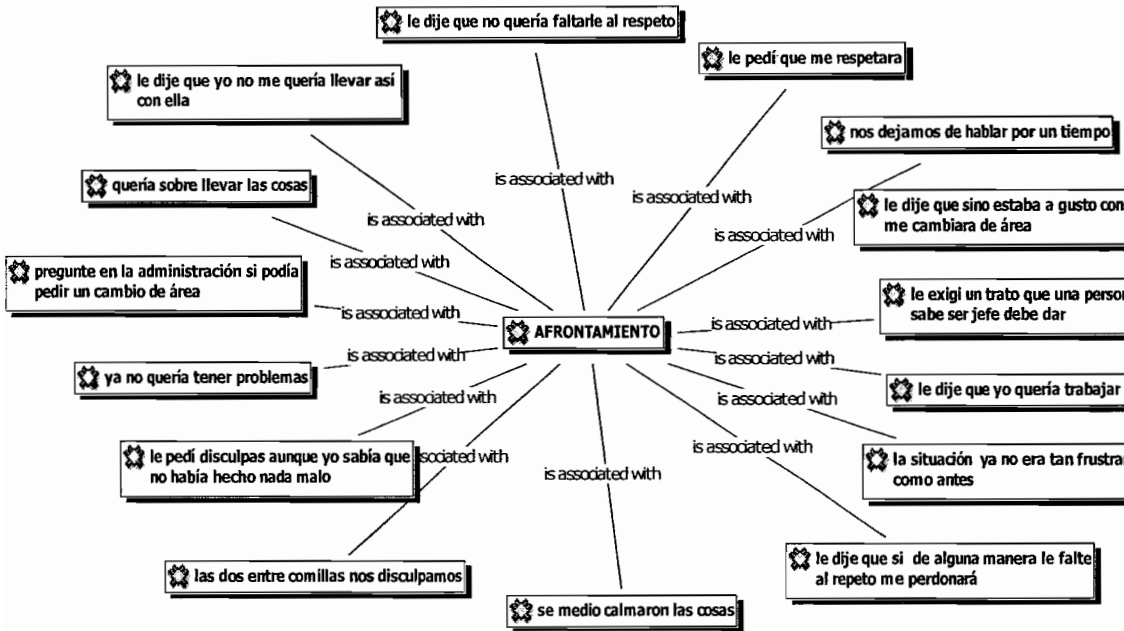 le dije que no quería faltarle al respeto
le pedí que me respetara
le dije que yo no me quería llevar así
con ella
nos dejamos de hablar por un tiempo
is associated with
quería sobre llevar las cosas
is associated with
le dije que sino estaba a gusto con
me cambiara de área
is associated with
is associated with
is associated with
pregunte en la administración si podía
pedir un cambio de área
le exigi un trato que una
sabe ser jefe debe dar
is associated with
AFRONTAMIENTO
is associated with
is associated with
is associated with
ya no quería tener problemas
le dije que yo quería trabajar
is associated with
is associated with
le pedí disculpas aunque yo sabía que
no había hecho nada malo
associated with
is associated with
is associated with
la situación ya no era tan
como antes
las dos entre comillas nos disculpamos
le dije que si de alguna manera le falte
al repeto me perdonará
se medio calmaron las cosas